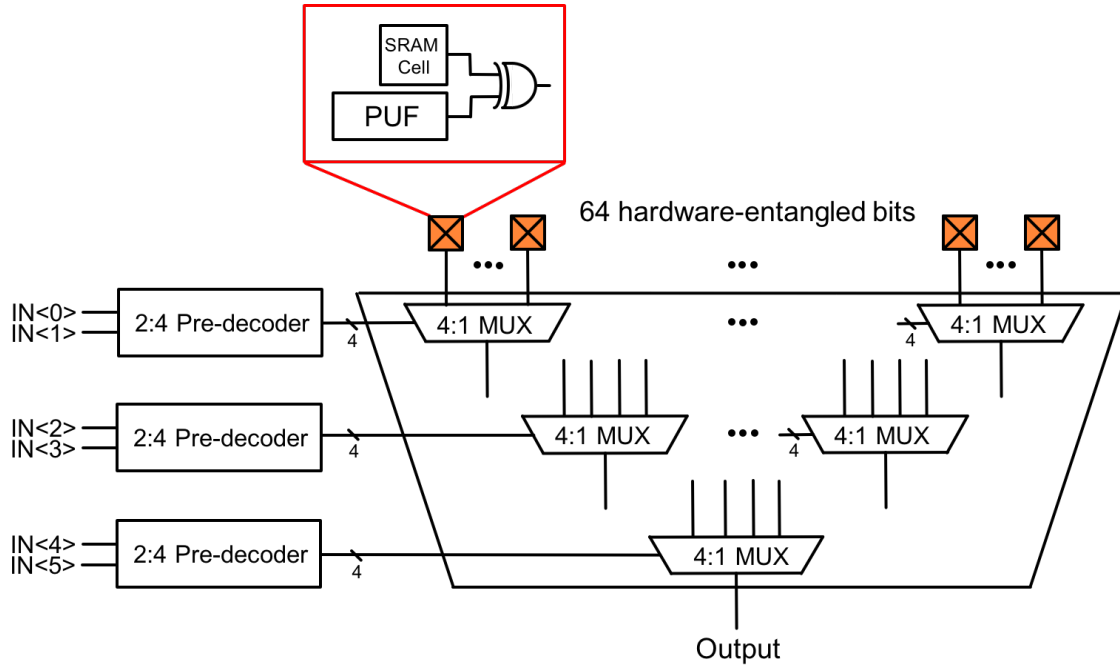 SRAM
Cell
PUF
64 hardware-entangled bits
•••
•••
•••
•••
IN<0>
IN<1>
2:4 Pre-decoder
4
4:1 MUX
•••
4
4:1 MUX
IN<2>
IN<3>
2:4 Pre-decoder
4
4:1 MUX
•••
4
4:1 MUX
IN<4>
IN<5>
2:4 Pre-decoder
4
4:1 MUX
Output